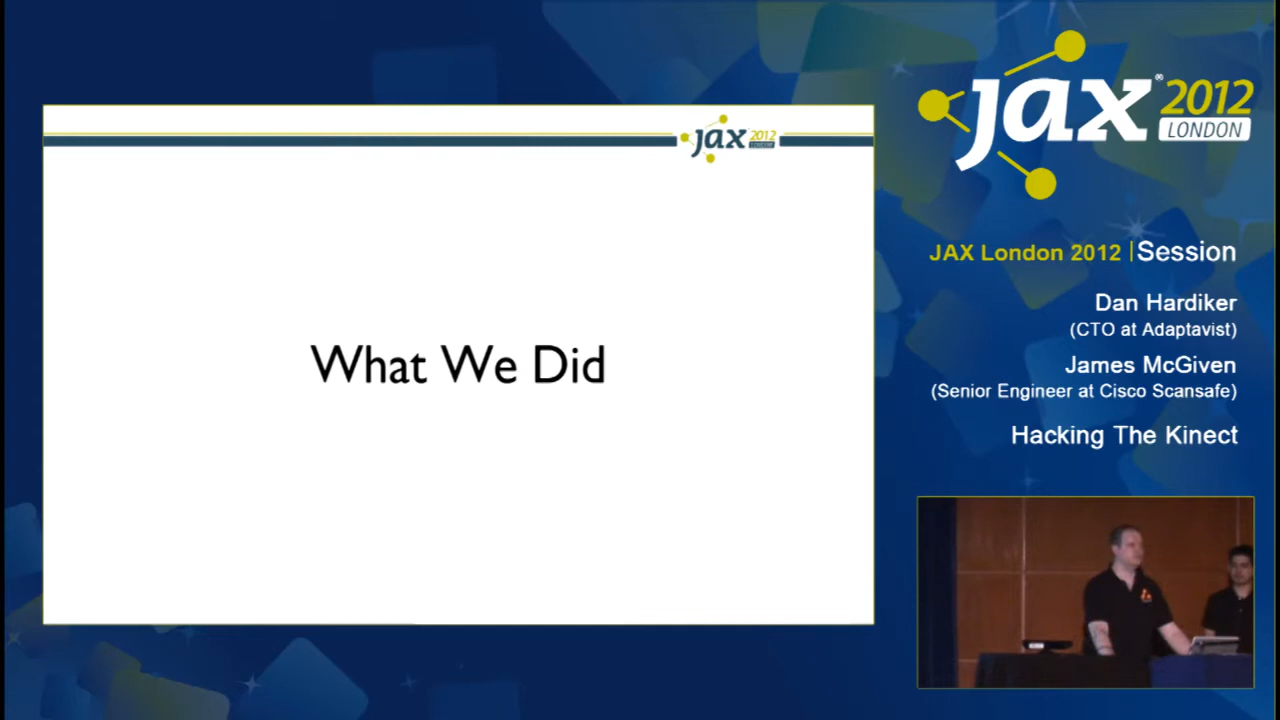 jax 2012
LONDON
What We Did
jax® 2012
LONDON
JAX London 2012 | Session
Dan Hardiker
(CTO at Adaptavist)
James McGiven
(Senior Engineer at Cisco Scansafe)
Hacking The Kinect